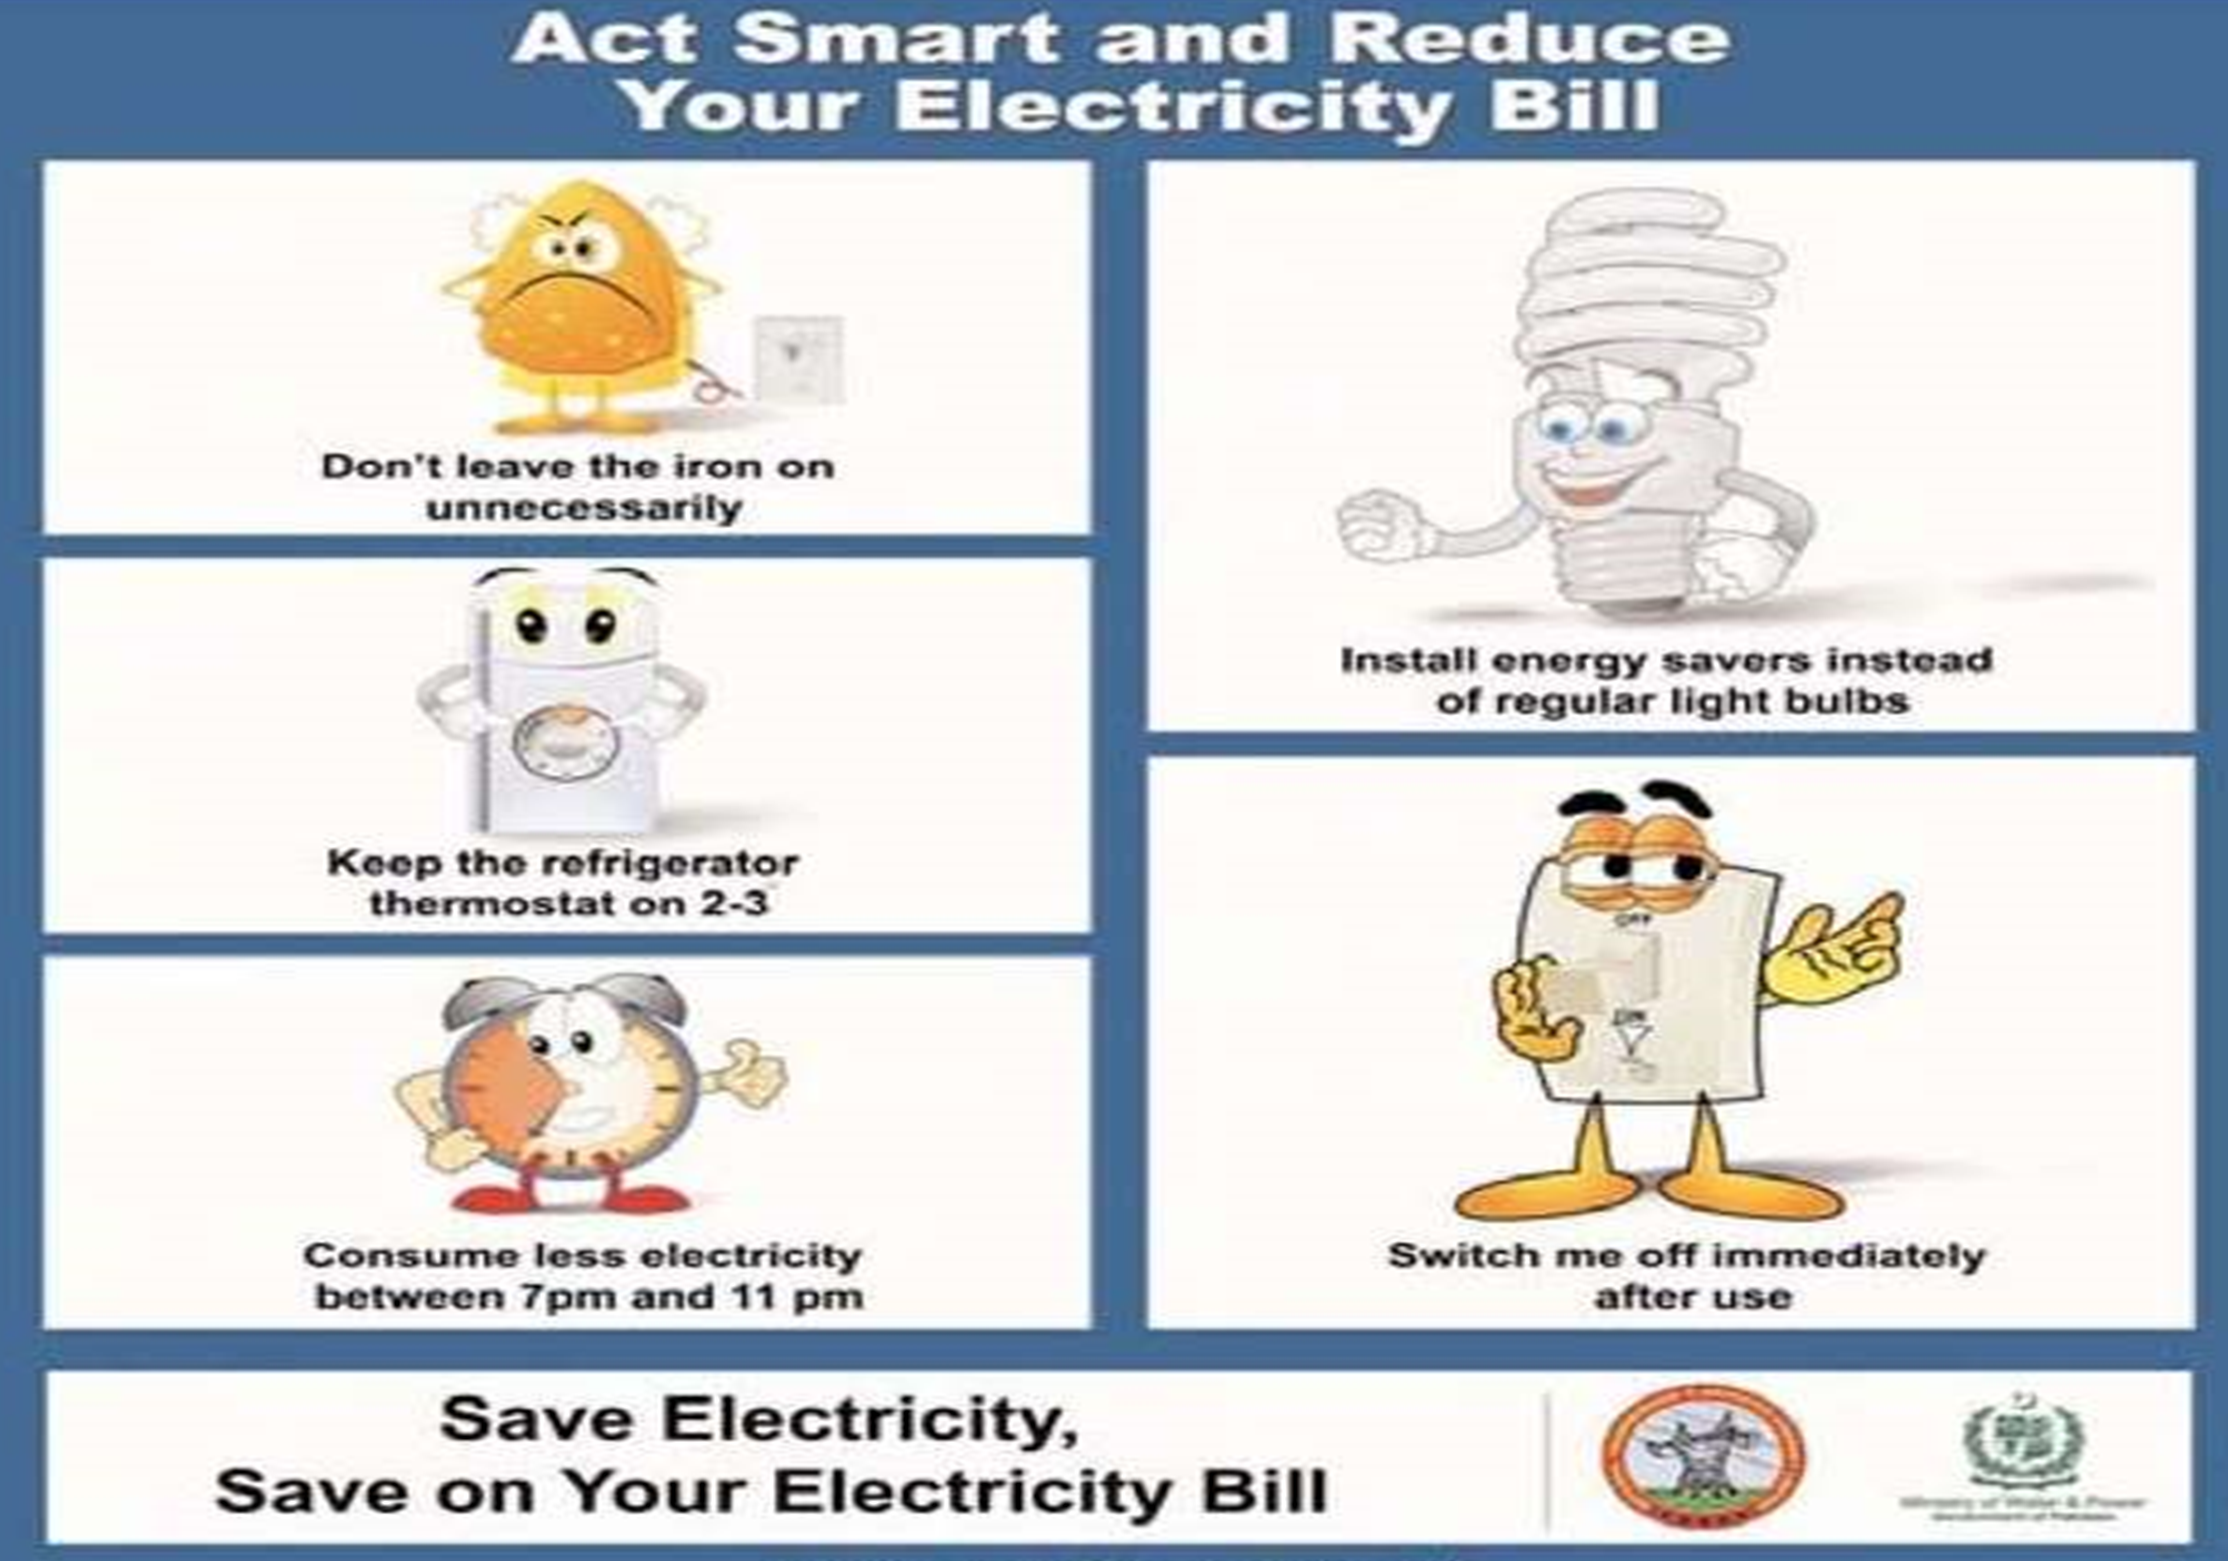 Act Smart and Reduce
Your Electricity Bill
Don't leave the iron on
unnecessarily
Keep the refrigerator
thermostat on 2-3
Consume less electricity
between 7pm and 11 pm
Install energy savers instead
of regular light bulbs
OFF
ON
Switch me off immediately
after use
Save Electricity,
Save on Your Electricity Bill
Ministry of Water & Power
Government of Pakistan